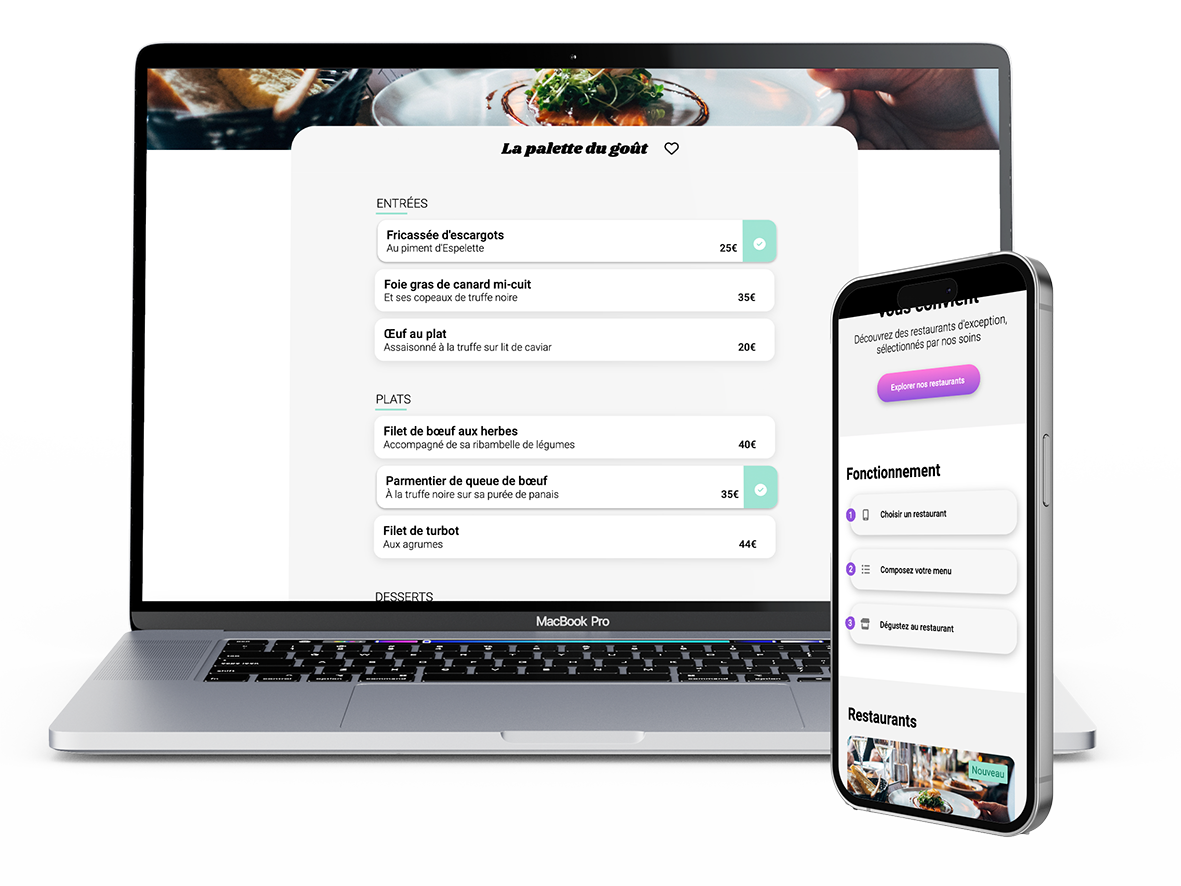 La palette du goût
ENTRÉES
Fricassée d'escargots
Au piment d'Espelette
25€
Foie gras de canard mi-cuit
Et ses copeaux de truffe noire
35€
Œuf au plat
Assaisonné à la truffe sur lit de caviar
20€
PLATS
Filet de bœuf aux herbes
Accompagné de sa ribambelle de légumes
40€
Parmentier de queue de bœuf
À la truffe noire sur sa purée de panais
35€
Filet de turbot
Aux agrumes
44€
DESSERTS
MacBook Pro
vous convient
Découvrez des restaurants d'exception,
sélectionnés par nos soins
Explorer nos restaurants
Fonctionnement
1 Choisir un restaurant
2 Composez votre menu
3 Dégustez au restaurant
Restaurants
Nouveau